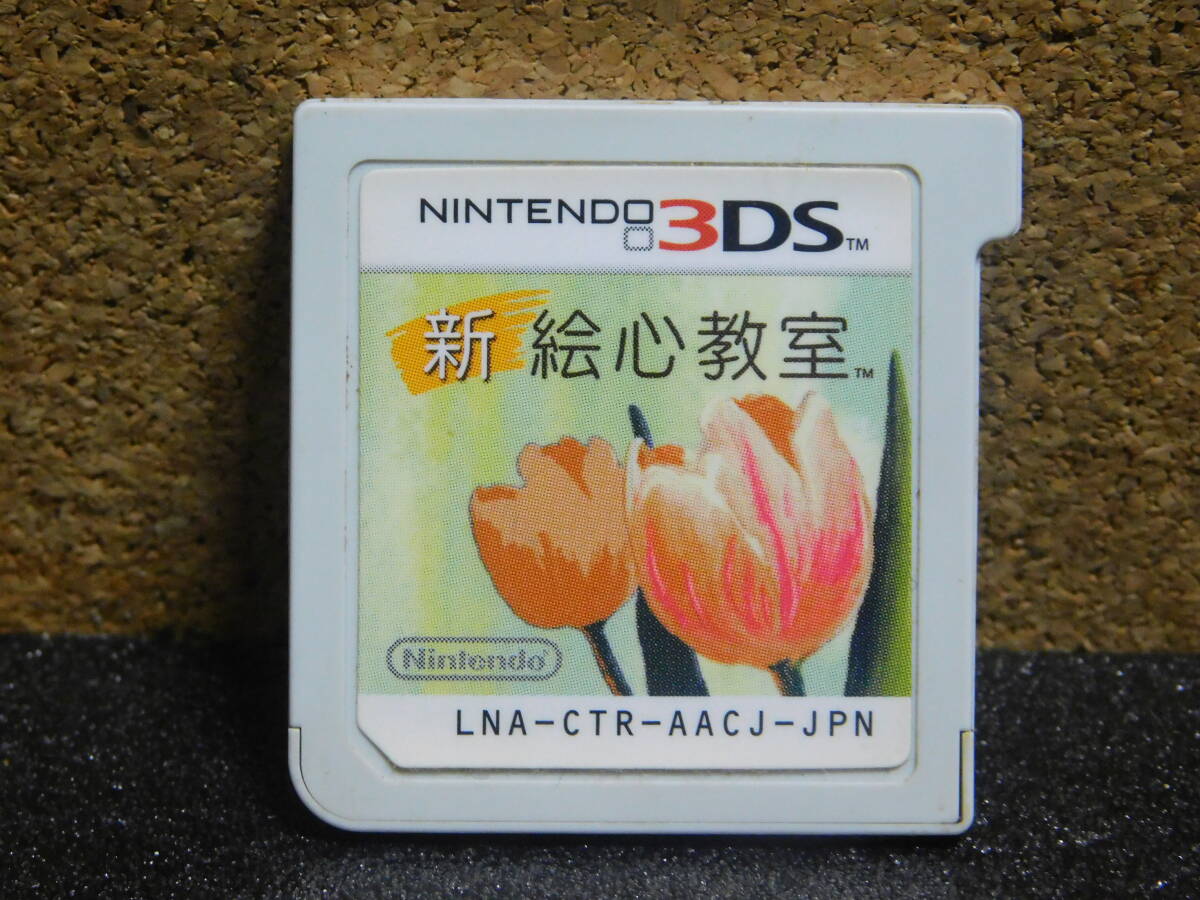 NINTENDO 3DS™
新 絵心教室™
Nintendo
LNA-CTR-AACJ-JPN